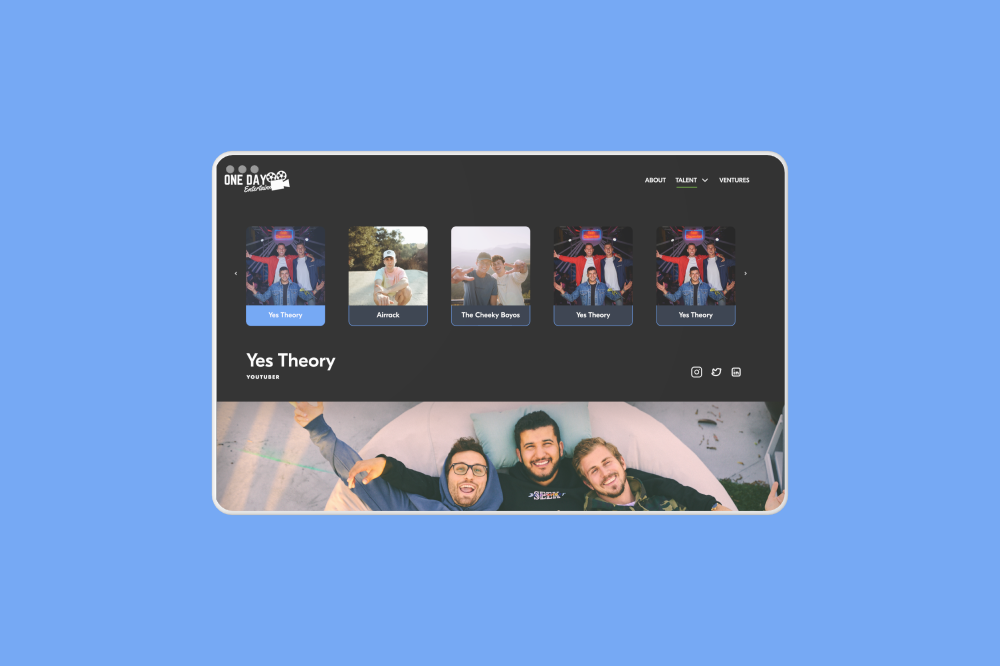 ONE DAY
Entertainment
ABOUT TALENT VENTURES
Yes Theory
Airrack
The Cheeky Boyos
Yes Theory
Yes Theory
Yes Theory
YOUTUBER
SEEK